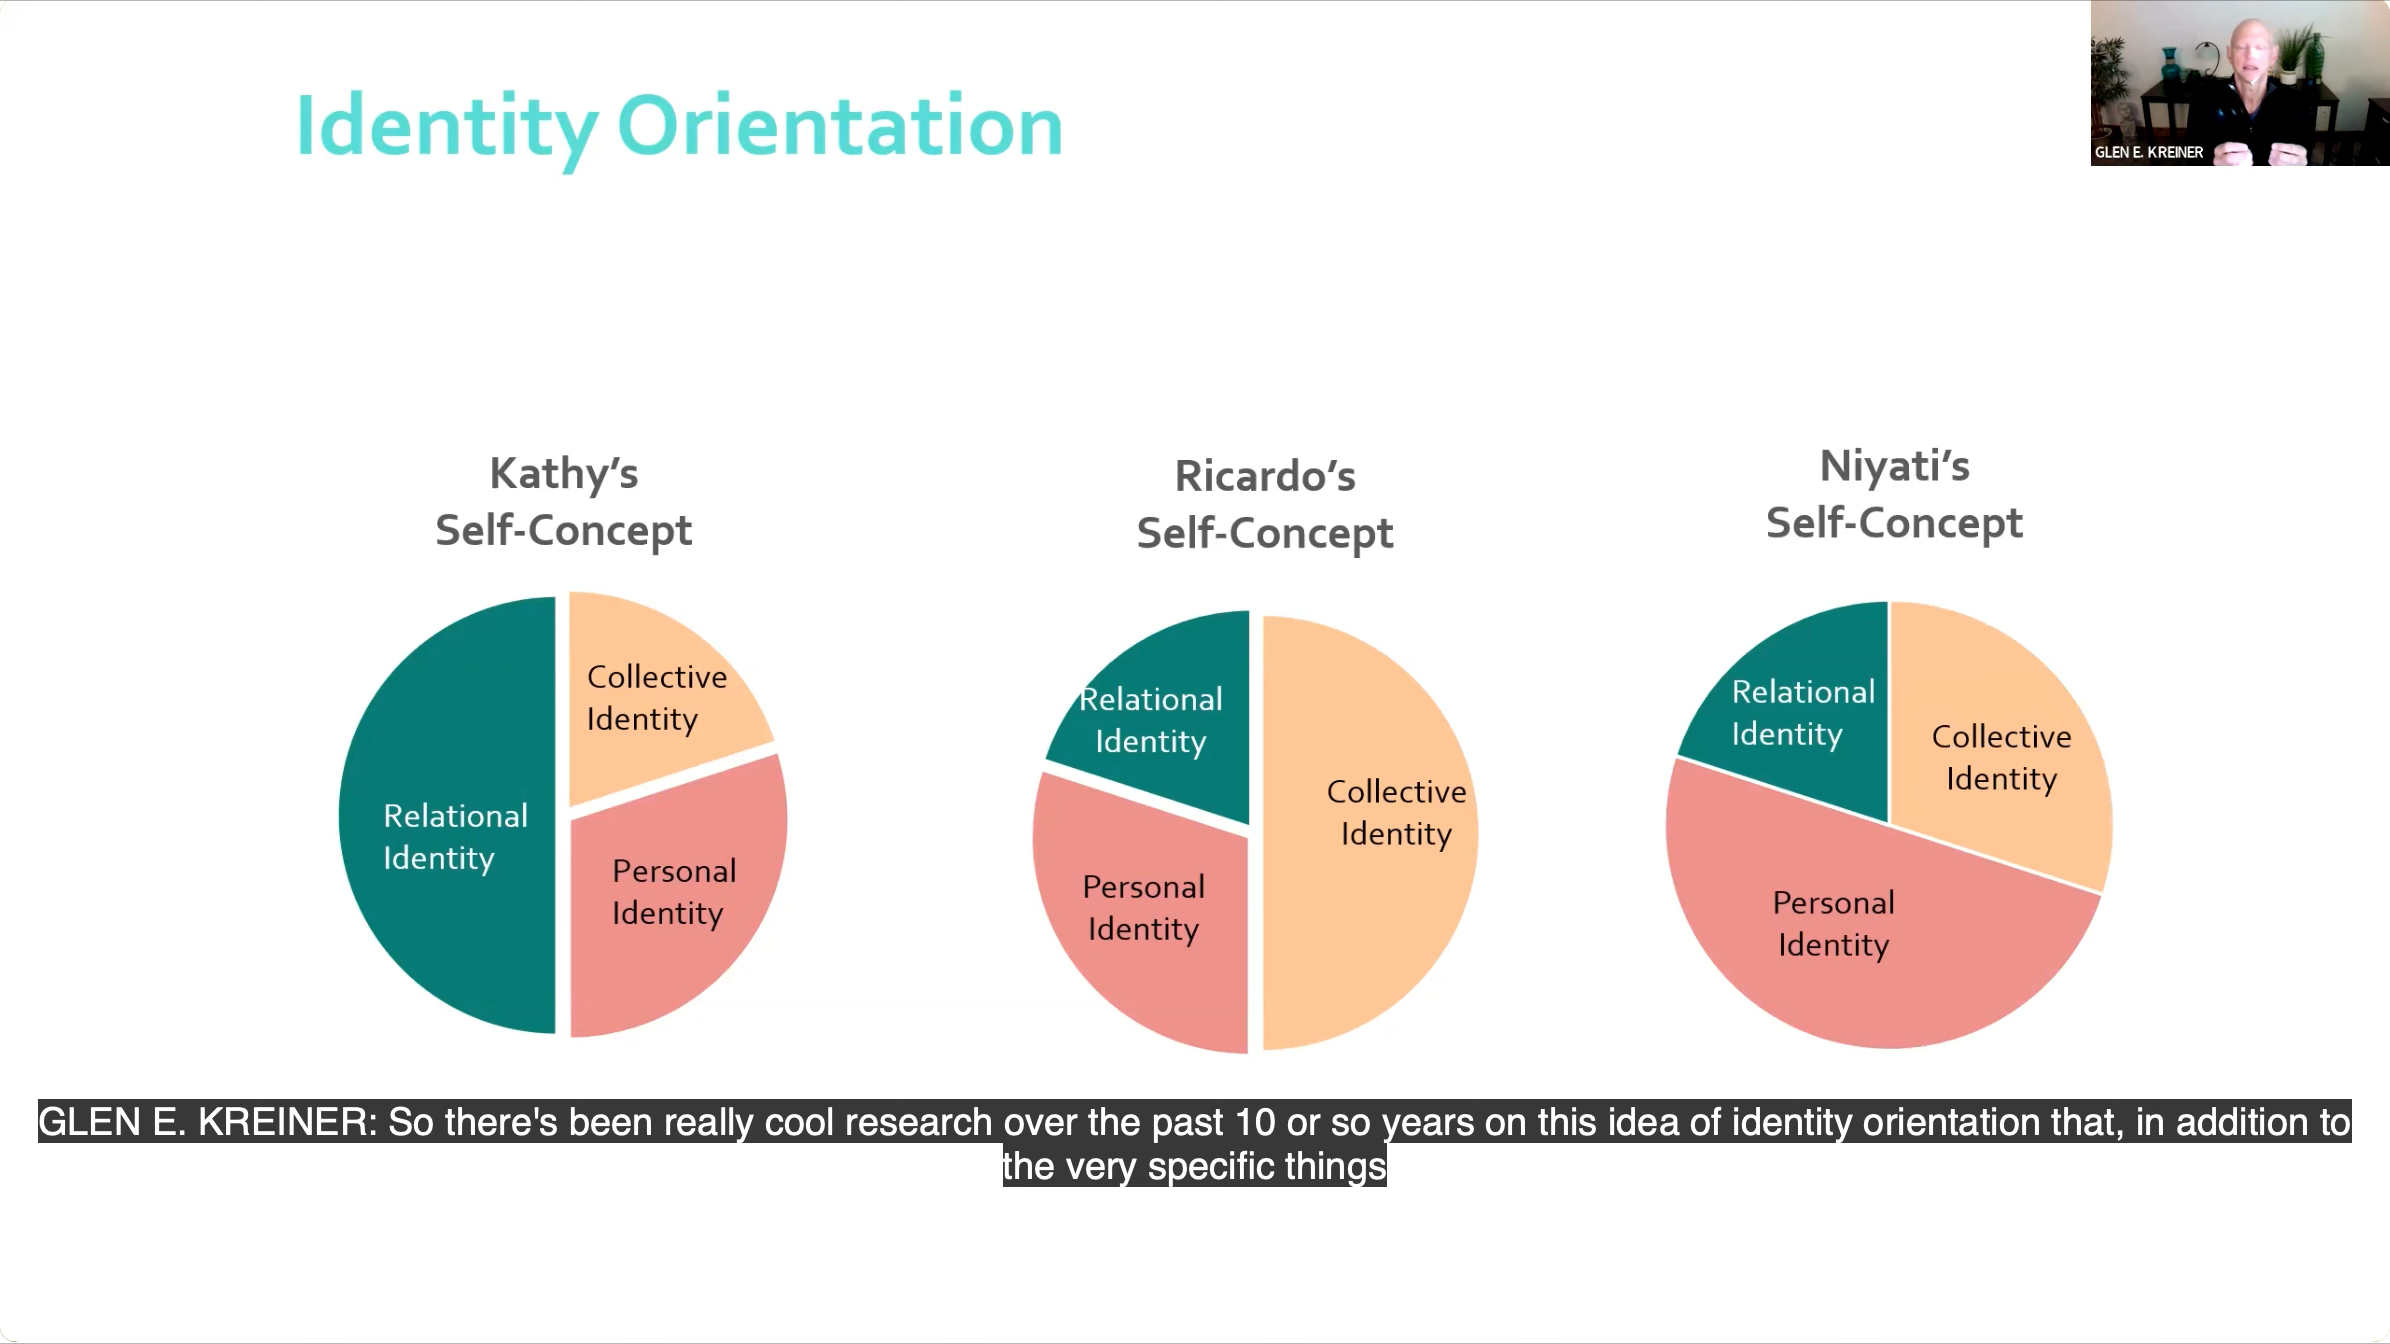 Identity Orientation
GLEN E. KREINER
Kathy’s
Self-Concept
Collective
Identity
Relational
Identity
Personal
Identity
Ricardo’s
Self-Concept
Relational
Identity
Collective
Identity
Personal
Identity
Niyati’s
Self-Concept
Relational
Identity
Collective
Identity
Personal
Identity
GLEN E. KREINER: So there's been really cool research over the past 10 or so years on this idea of identity orientation that, in addition to
the very specific things